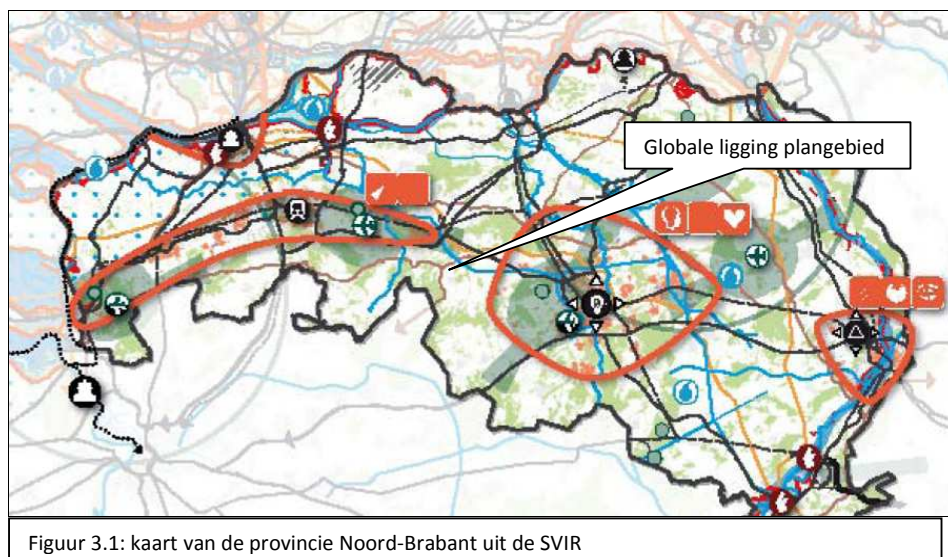 Globale ligging plangebied
Figuur 3.1: kaart van de provincie Noord-Brabant uit de SVIR